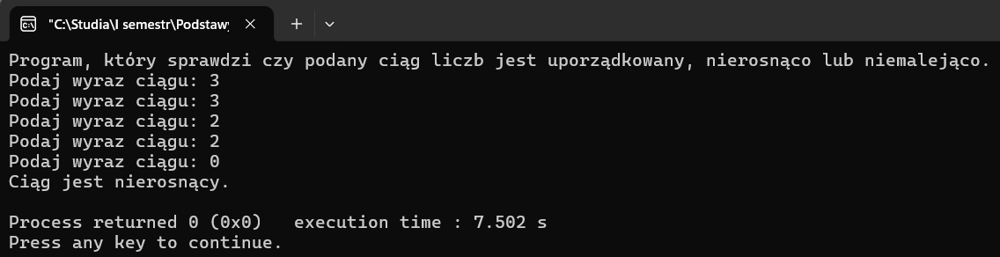 "C:\Studia\I semestr\Podstawy
Program, który sprawdzi czy podany ciąg liczb jest uporządkowany, nierosnąco lub niemalejąco.
Podaj wyraz ciągu: 3
Podaj wyraz ciągu: 3
Podaj wyraz ciągu: 2
Podaj wyraz ciągu: 2
Podaj wyraz ciągu: 0
Ciąg jest nierosnący.
Process returned 0 (0x0)   execution time : 7.502 s
Press any key to continue.